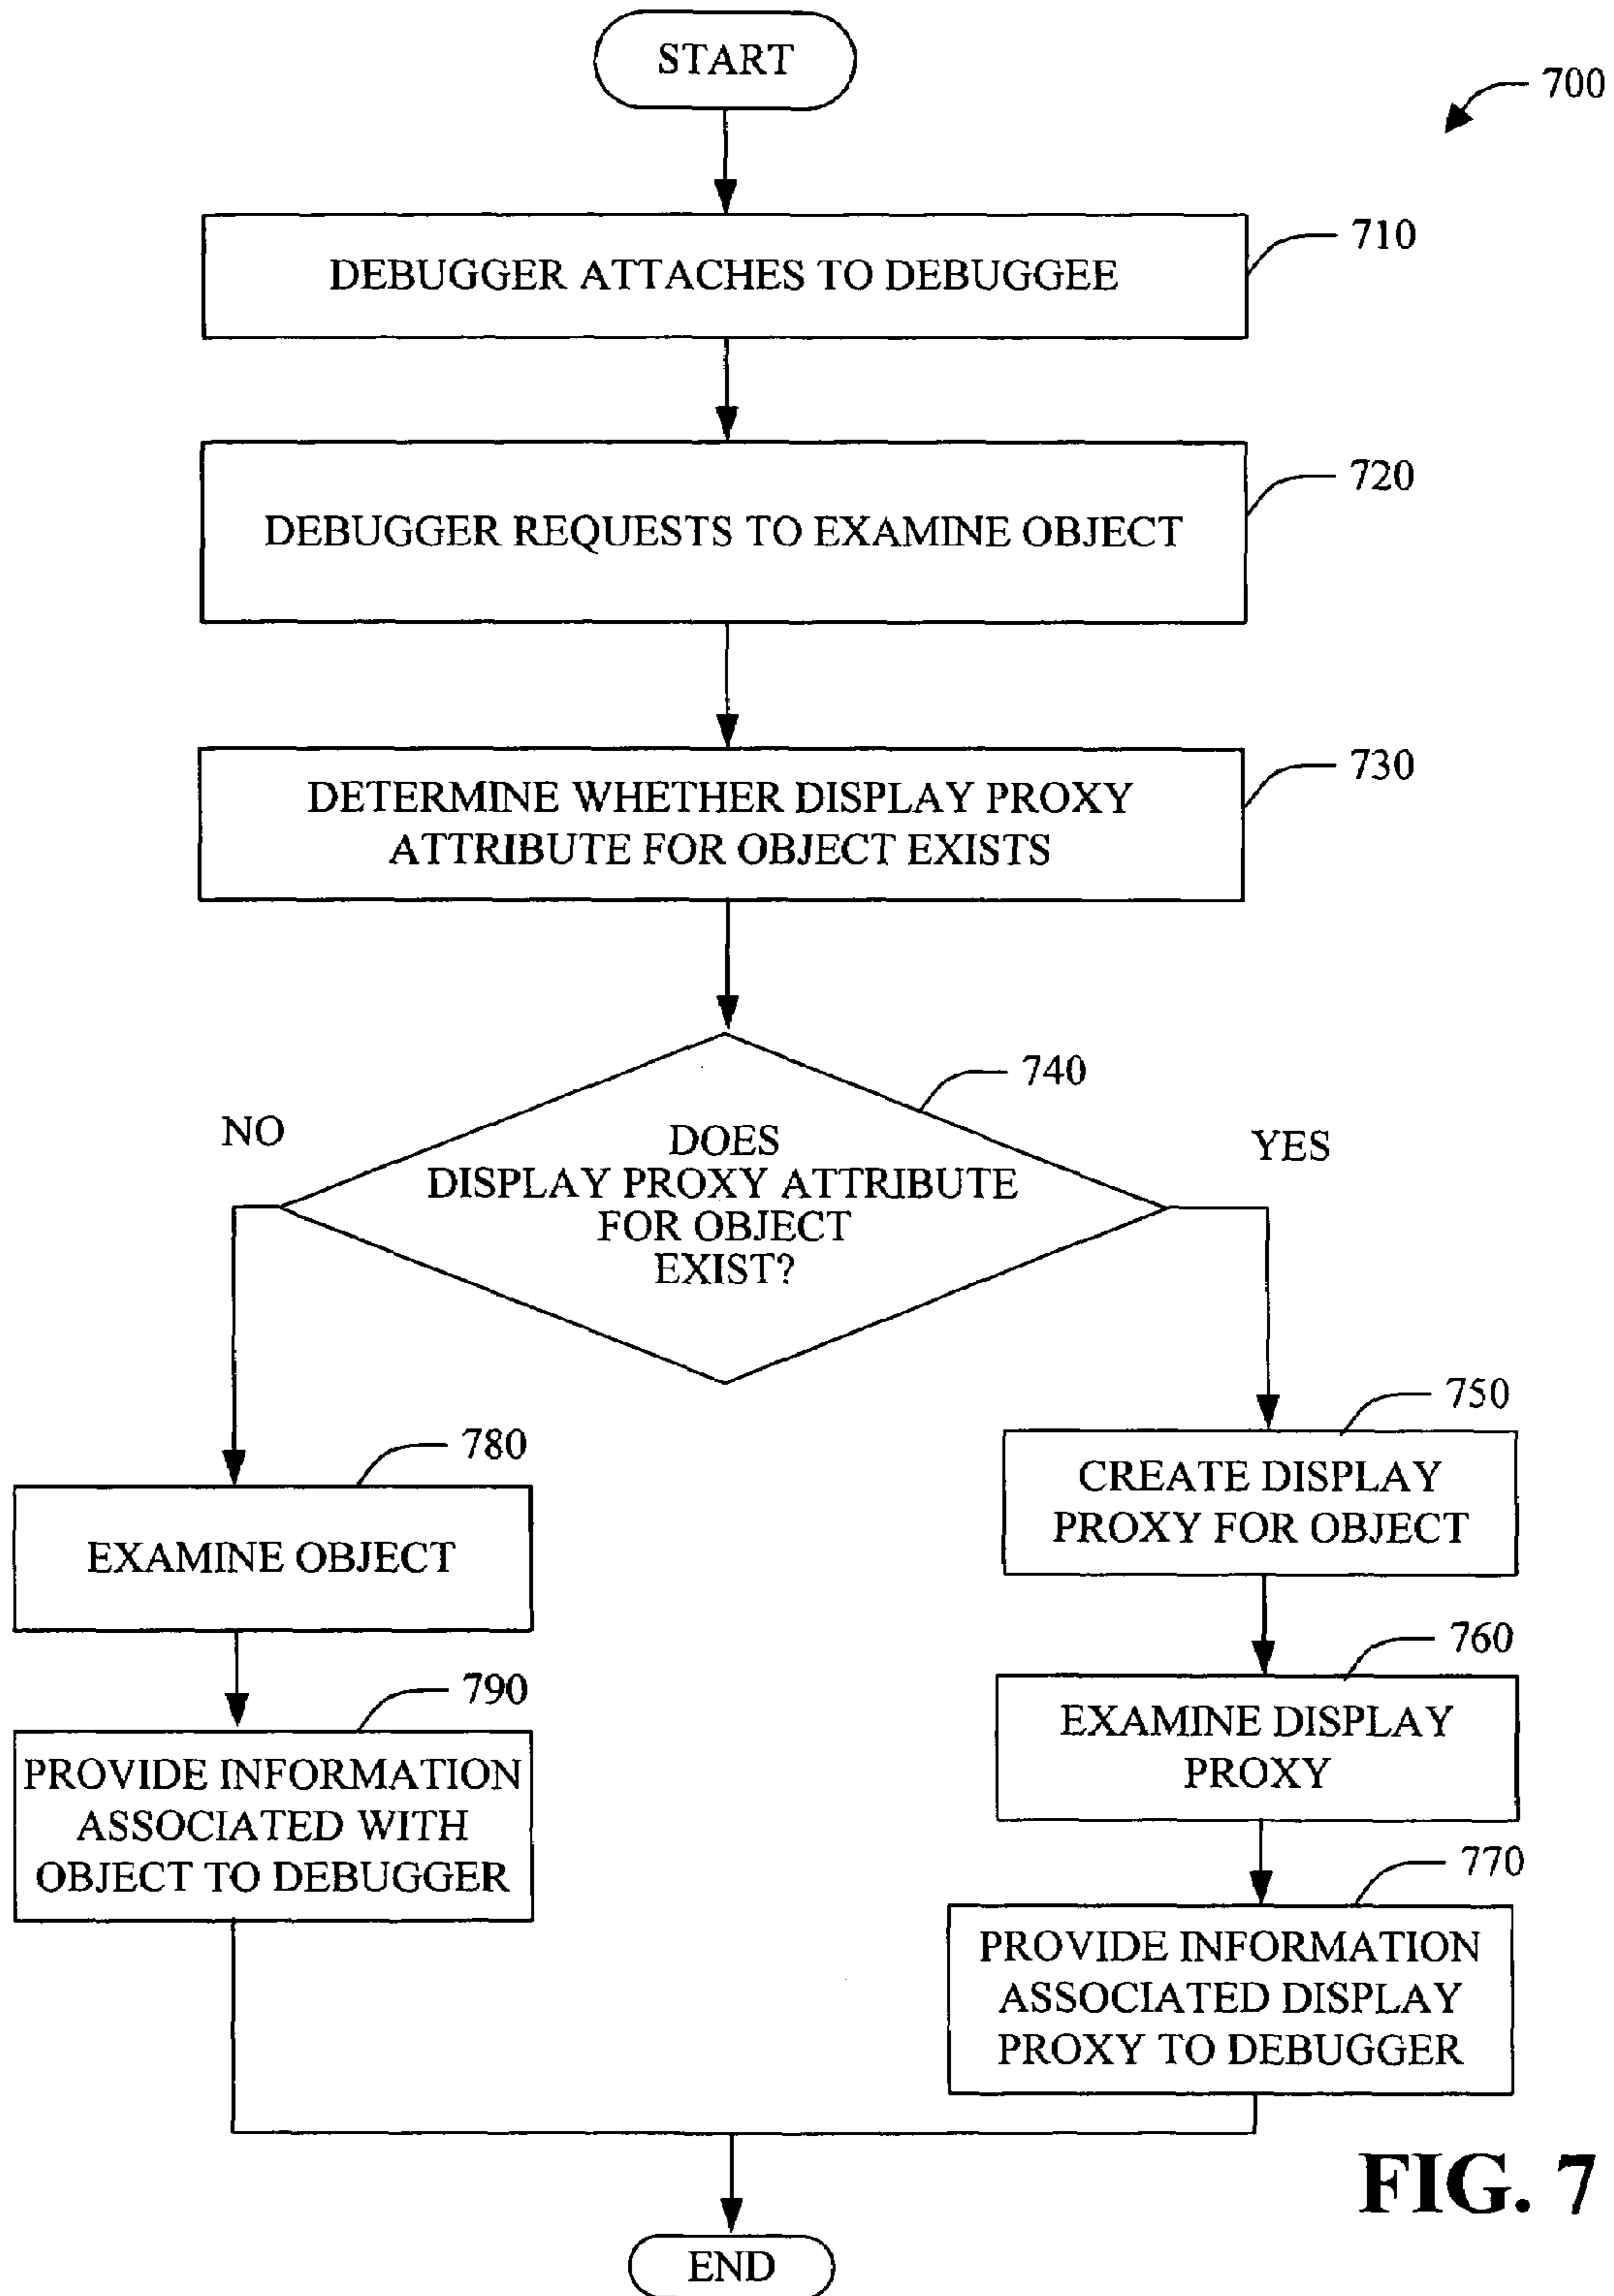 START
700
710
DEBUGGER ATTACHES TO DEBUGGEE
720
DEBUGGER REQUESTS TO EXAMINE OBJECT
730
DETERMINE WHETHER DISPLAY PROXY
ATTRIBUTE FOR OBJECT EXISTS
740
NO
DOES
DISPLAY PROXY ATTRIBUTE
FOR OBJECT
EXIST?
YES
750
CREATE DISPLAY
PROXY FOR OBJECT
760
EXAMINE DISPLAY
PROXY
770
PROVIDE INFORMATION
ASSOCIATED DISPLAY
PROXY TO DEBUGGER
780
EXAMINE OBJECT
790
PROVIDE INFORMATION
ASSOCIATED WITH
OBJECT TO DEBUGGER
END
FIG. 7